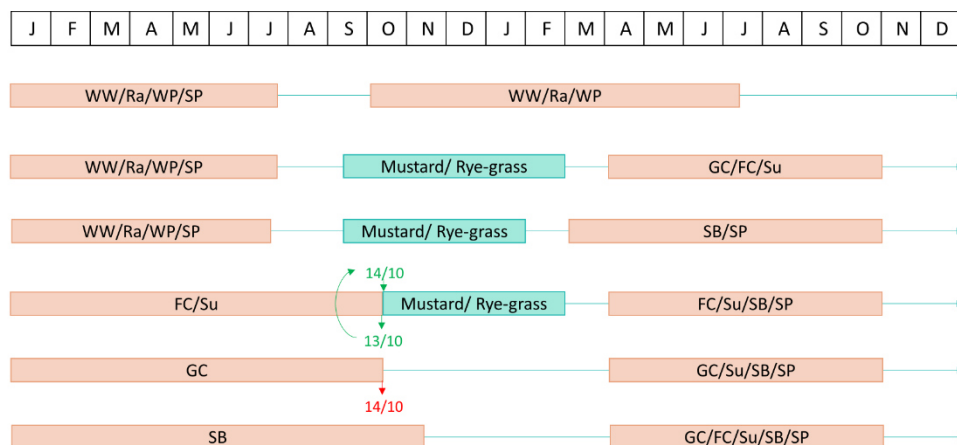 J F M A M J J A S O N D J F M A M J J A S O N D
WW/Ra/WP/SP WW/Ra/WP
WW/Ra/WP/SP Mustard/ Rye-grass GC/FC/Su
WW/Ra/WP/SP Mustard/ Rye-grass SB/SP
14/10
FC/Su Mustard/ Rye-grass FC/Su/SB/SP
13/10
GC GC/Su/SB/SP
14/10
SB GC/FC/Su/SB/SP